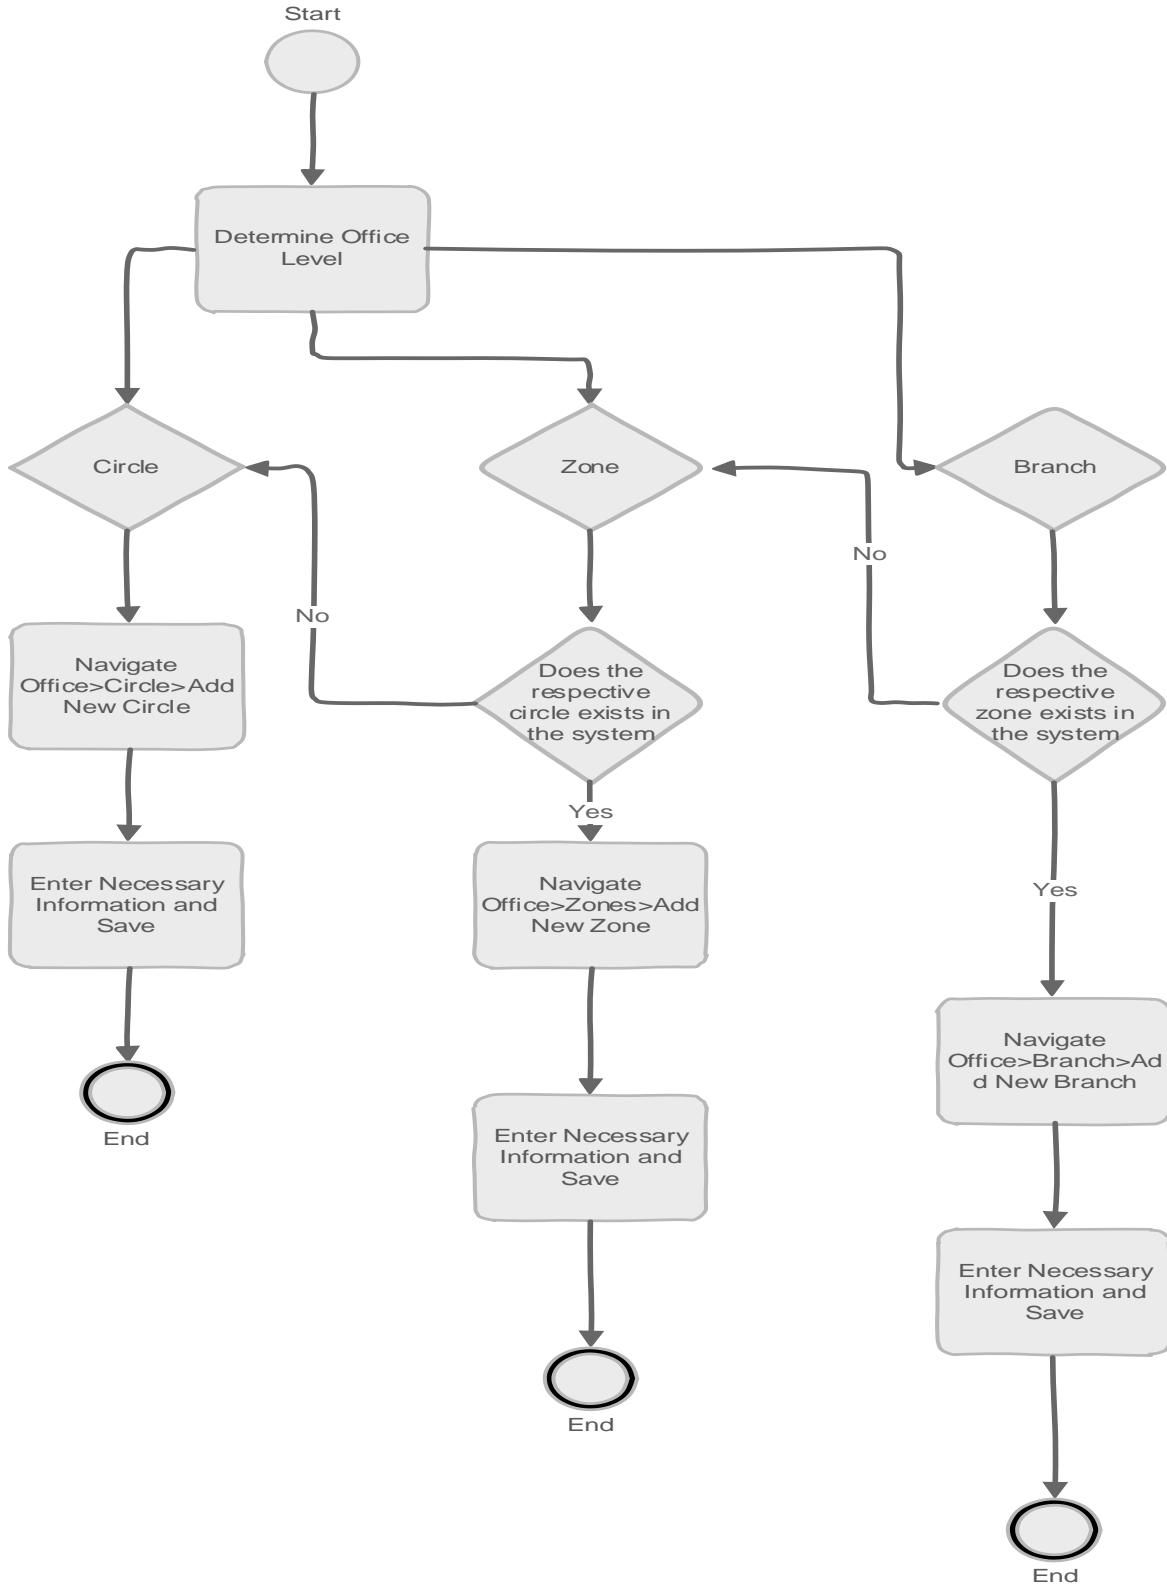 Start
Determine Office
Level
Circle
Zone
Branch
No
No
Navigate
Office>Circle>Add
New Circle
Does the
respective
circle exists in
the system
Does the
respective
zone exists in
the system
Yes
Enter Necessary
Information and
Save
Navigate
Office>Zones>Add
New Zone
Yes
Navigate
Office>Branch>Ad
d New Branch
End
Enter Necessary
Information and
Save
Enter Necessary
Information and
Save
End
End